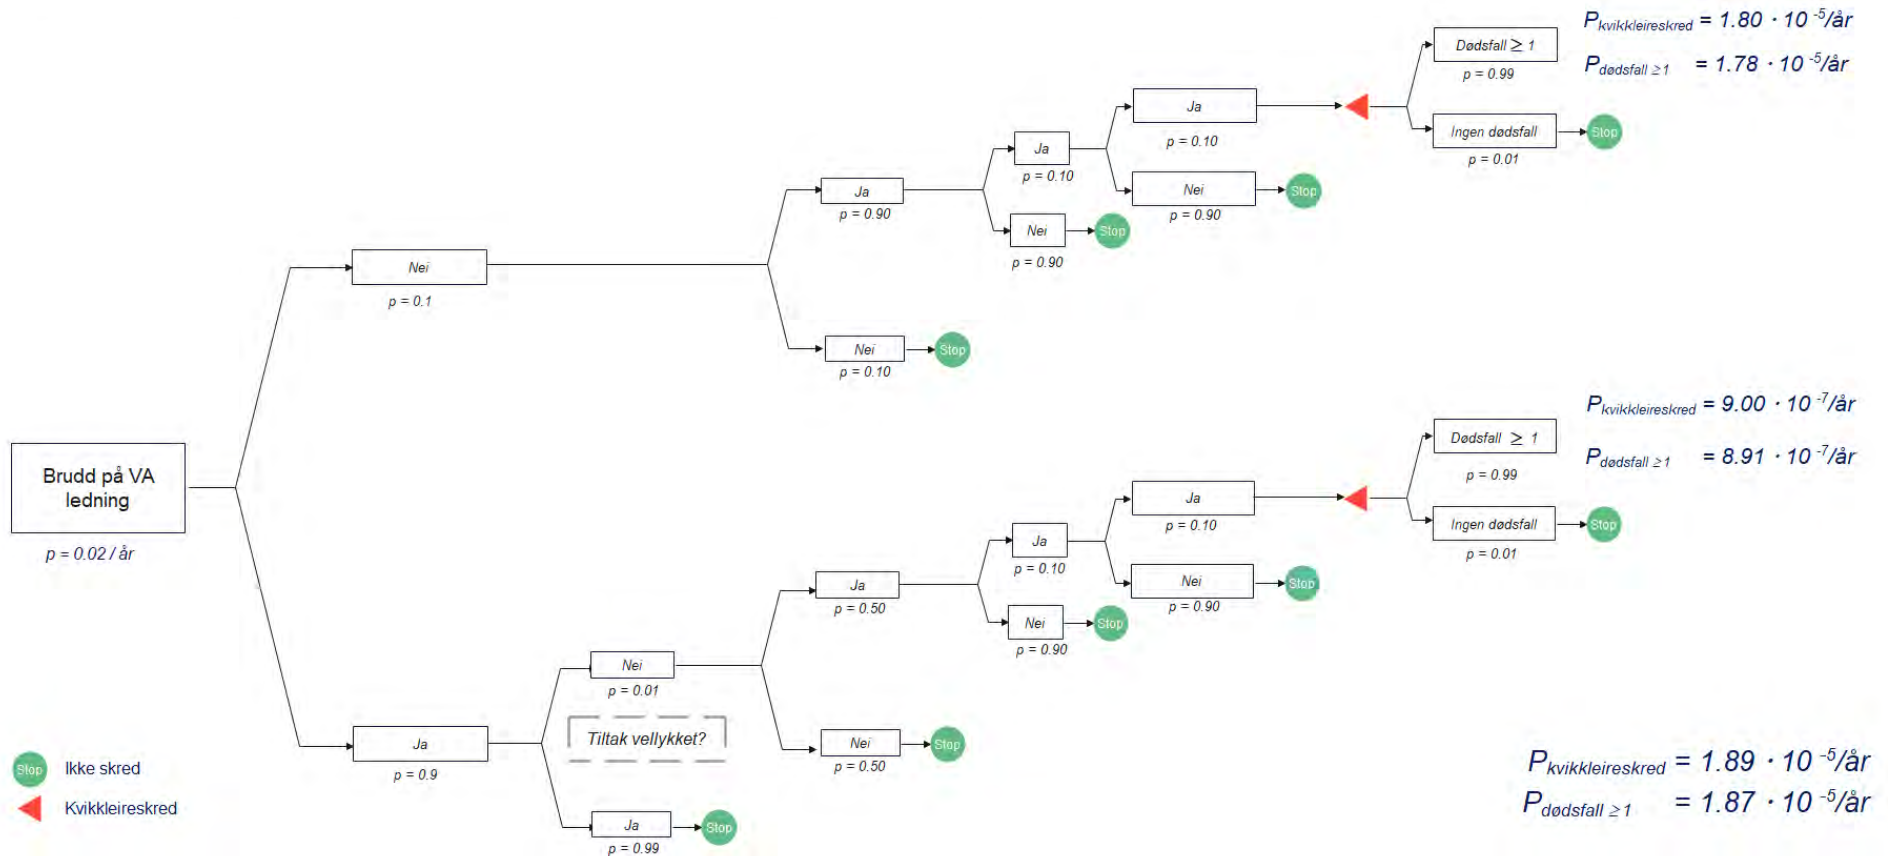 P kvikkleireskred = 1.80 · 10 -5/år
Dødsfall ≥ 1
p = 0.99
P dødsfall ≥1 = 1.78 · 10 -5/år
Ja
p = 0.10
Ingen dødsfall
Stop
p = 0.01
Ja
p = 0.10
Nei
Stop
p = 0.90
Ja
p = 0.90
Nei
Stop
p = 0.90
Nei
p = 0.1
Nei
Stop
p = 0.10
P kvikkleireskred = 9.00 · 10 -7/år
Dødsfall ≥ 1
p = 0.99
P dødsfall ≥1 = 8.91 · 10 -7/år
Brudd på VA
ledning
p = 0.02 / år
Ja
p = 0.10
Ingen dødsfall
Stop
p = 0.01
Ja
p = 0.10
Nei
Stop
p = 0.90
Ja
p = 0.50
Nei
Stop
p = 0.90
Nei
p = 0.01
Tiltak vellykket?
Ja
p = 0.9
Nei
Stop
p = 0.50
Ja
Stop
p = 0.99
Stop Ikke skred
Kvikkleireskred
P kvikkleireskred = 1.89 · 10 -5/år
P dødsfall ≥1 = 1.87 · 10 -5/år